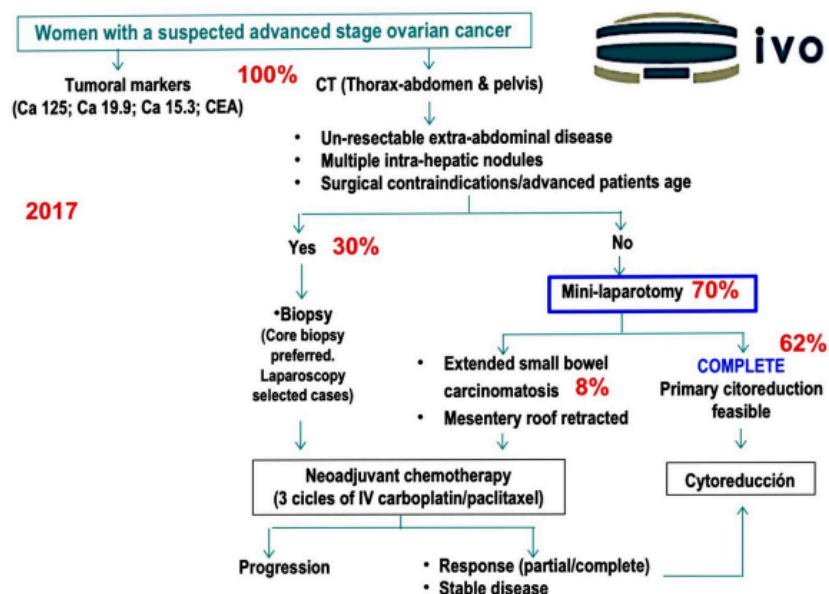 Women with a suspected advanced stage ovarian cancer
ivo
Tumoral markers
(Ca 125; Ca 19.9; Ca 15.3; CEA)
100%
CT (Thorax-abdomen & pelvis)
• Un-resectable extra-abdominal disease
• Multiple intra-hepatic nodules
• Surgical contraindications/advanced patients age
2017
Yes 30%
No
Mini-laparotomy 70%
•Biopsy
(Core biopsy
preferred.
Laparoscopy
selected cases)
• Extended small bowel
carcinomatosis 8%
• Mesentery roof retracted
62%
COMPLETE
Primary citoreduction
feasible
Neoadjuvant chemotherapy
(3 cicles of IV carboplatin/paclitaxel)
Cytoreducción
Progression
• Response (partial/complete)
• Stable disease